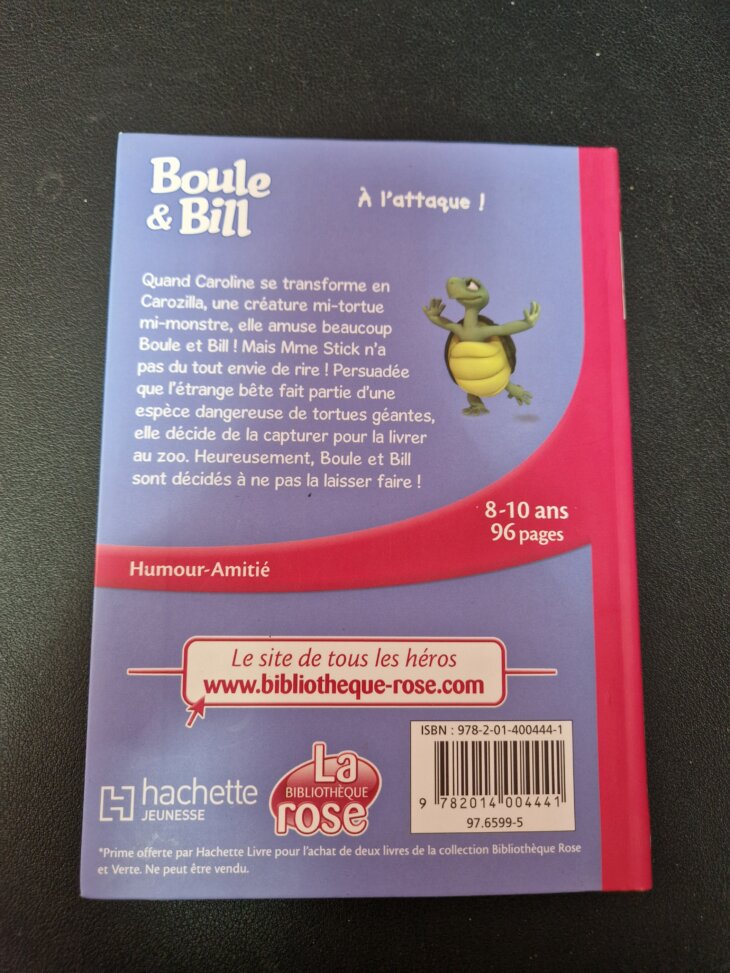 Boule
& Bill
À l'attaque !
Quand Caroline se transforme en
Carozilla, une créature mi-tortue
mi-monstre, elle amuse beaucoup
Boule et Bill ! Mais Mme Stick n'a
pas du tout envie de rire ! Persuadée
que l'étrange bête fait partie d'une
espèce dangereuse de tortues géantes,
elle décide de la capturer pour la livrer
au zoo. Heureusement, Boule et Bill
sont décidés à ne pas la laisser faire !
8-10 ans
96 pages
Humour-Amitié
Le site de tous les héros
www.bibliotheque-rose.com
ISBN : 978-2-01-400444-1
9 782014 004441
97.6599-5
hachette
JEUNESSE
La
BIBLIOTHÈQUE
rose
*Prime offerte par Hachette Livre pour l'achat de deux livres de la collection Bibliothèque Rose
et Verte. Ne peut être vendu.